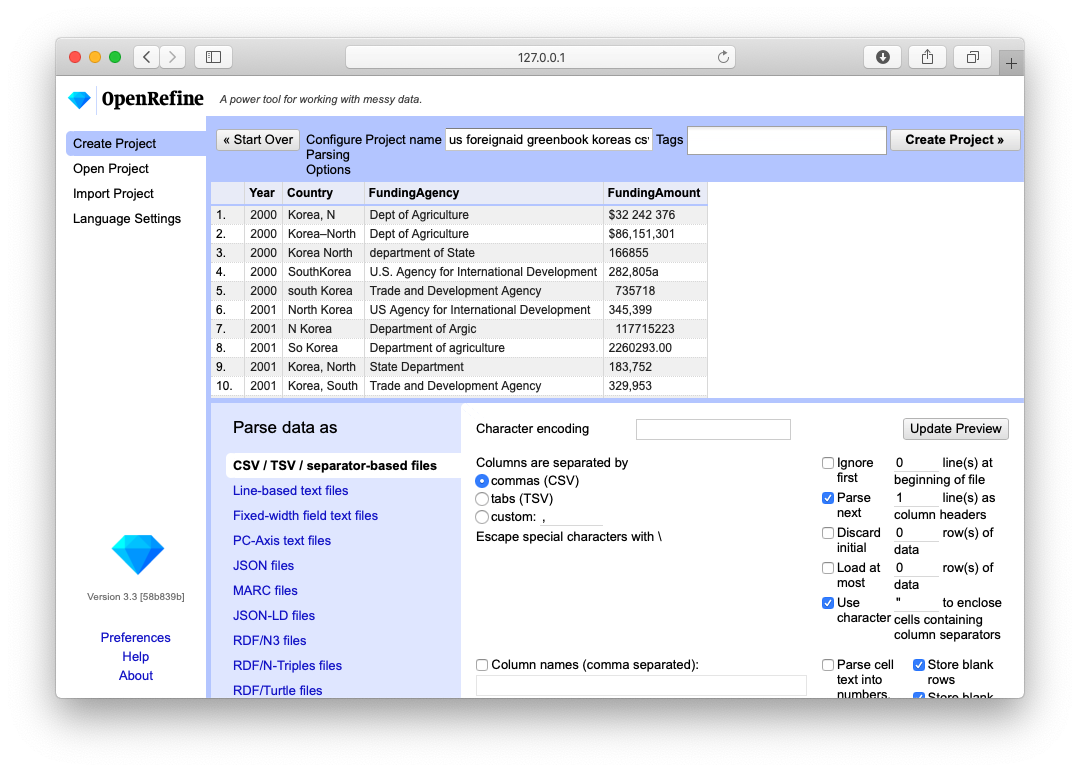 127.0.0.1
OpenRefine A power tool for working with messy data.
Create Project
Open Project
Import Project
Language Settings
« Start Over Configure Project name us foreignaid greenbook koreas cs Tags Create Project »
Parsing
Options
Year Country FundingAgency FundingAmount
1. 2000 Korea, N Dept of Agriculture $32 242 376
2. 2000 Korea–North Dept of Agriculture $86,151,301
3. 2000 Korea North department of State 166855
4. 2000 SouthKorea U.S. Agency for International Development 282,805a
5. 2000 south Korea Trade and Development Agency 735718
6. 2001 North Korea US Agency for International Development 345,399
7. 2001 N Korea Department of Argic 117715223
8. 2001 So Korea Department of agriculture 2260293.00
9. 2001 Korea, North State Department 183,752
10. 2001 Korea, South Trade and Development Agency 329,953
Parse data as
CSV / TSV / separator-based files
Line-based text files
Fixed-width field text files
PC-Axis text files
JSON files
MARC files
JSON-LD files
RDF/N3 files
RDF/N-Triples files
RDF/Turtle files
Character encoding
Update Preview
Columns are separated by
commas (CSV)
tabs (TSV)
custom: ,
Escape special characters with \
Column names (comma separated):
Ignore 0 line(s) at
first beginning of file
Parse 1 line(s) as
next column headers
Discard 0 row(s) of
initial data
Load at 0 row(s) of
most data
Use " to enclose
character cells containing
column separators
Parse cell
text into
numbers,
Store blank
rows
Store blank
Version 3.3 [58b839b]
Preferences
Help
About